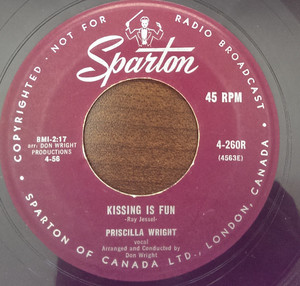 COPYRIGHTED - NOT FOR RADIO BROADCAST
Sparton
45 RPM
BMI-2:17
arr: DON WRIGHT
PRODUCTIONS
4-56
4-260R
(4563E)
KISSING IS FUN
-Ray Jessel-
PRISCILLA WRIGHT
vocal
Arranged and Conducted by
Don Wright
SPARTON OF CANADA LTD., LONDON, CANADA